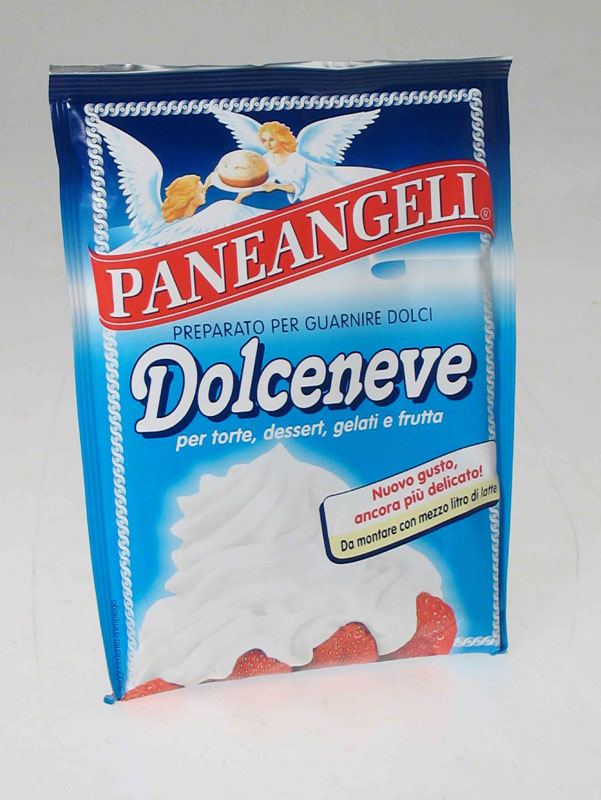 PANEANGELI®
PREPARATO PER GUARNIRE DOLCI
Dolceneve
per torte, dessert, gelati e frutta
Nuovo gusto,
ancora più delicato!
Da montare con mezzo litro di latte